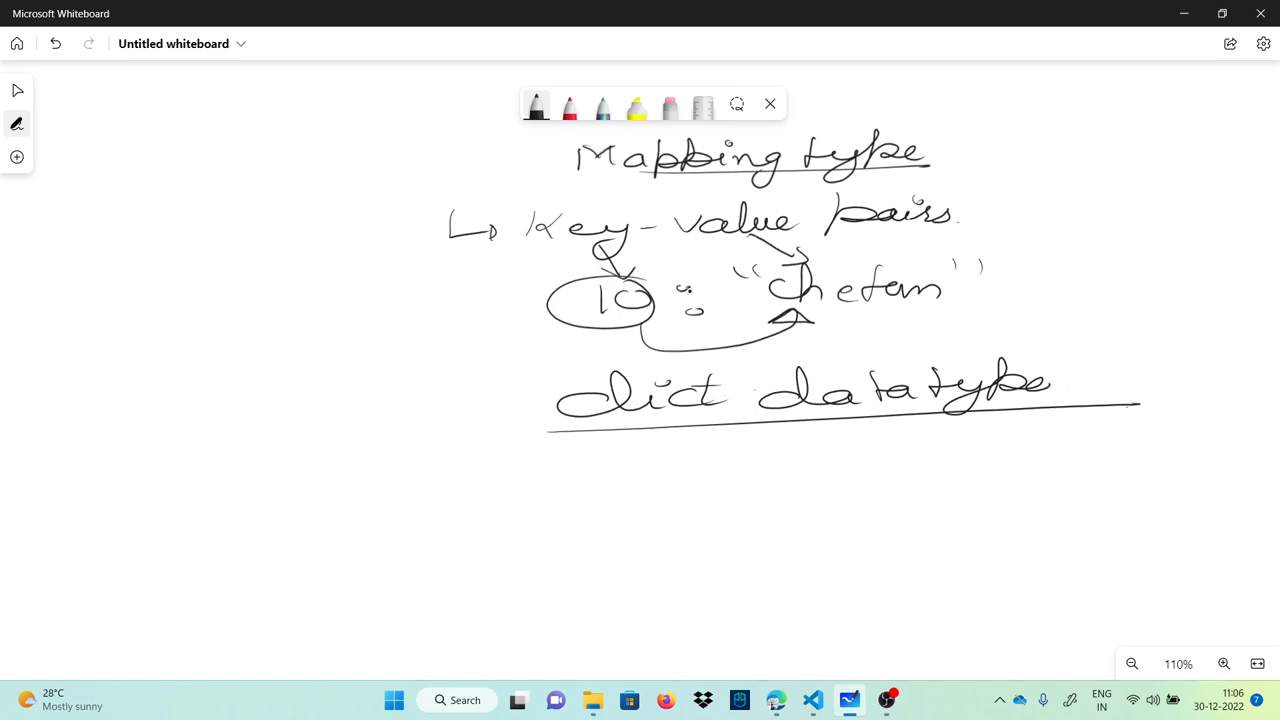 Microsoft Whiteboard
Untitled whiteboard
Mapping type
Key-value pairs.
10 : "chetan"
dict datatype
110%
28°C
Mostly sunny
Search
ENG
IN
11:06
30-12-2022
7